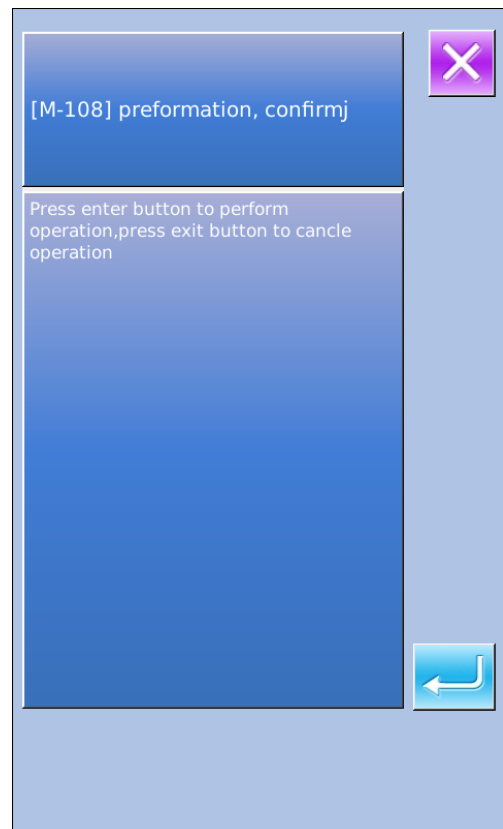 [M-108] preformation, confirmj
Press enter button to perform
operation,press exit button to cancle
operation